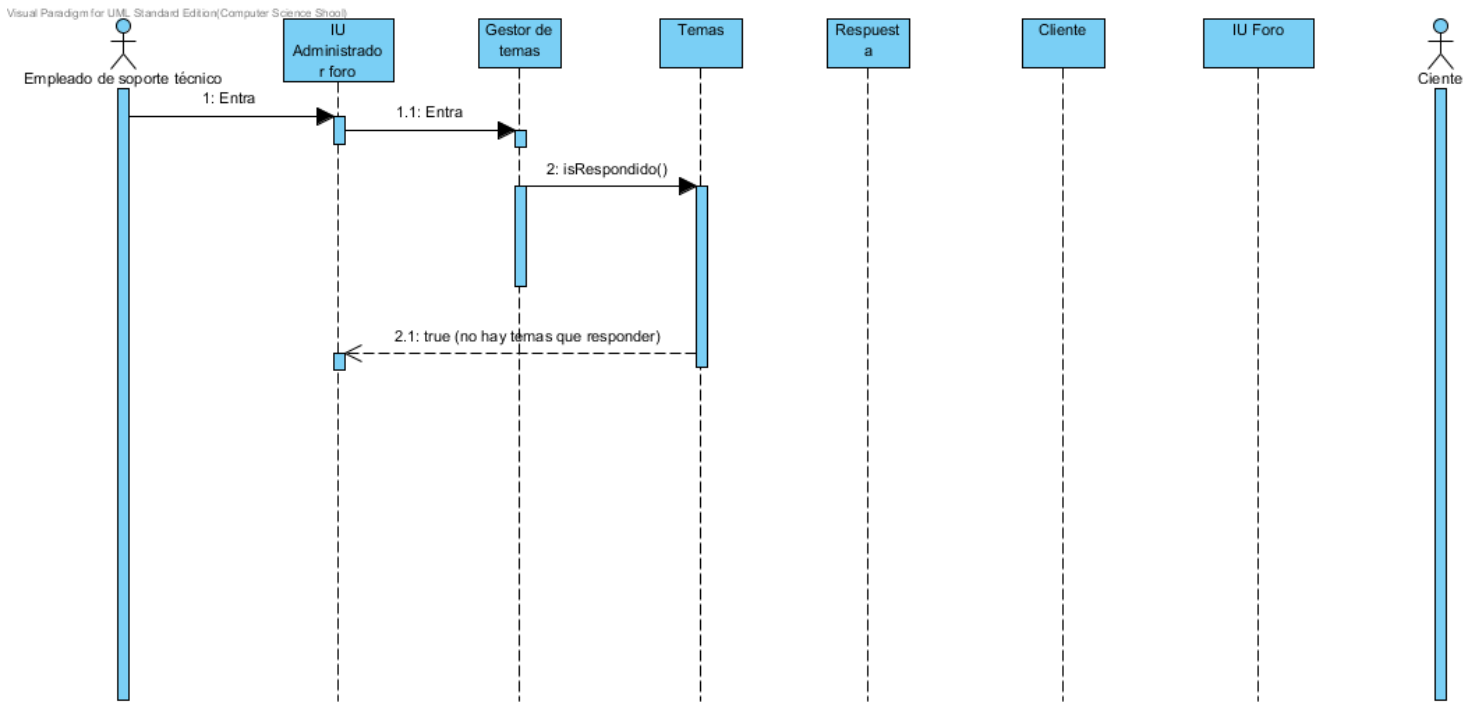 Visual Paradigm for UML Standard Edition(Computer Science Shool)
Empleado de soporte técnico
IU
Administrado
r foro
Gestor de
temas
Temas
Respuest
a
Cliente
IU Foro
Ciente
1: Entra
1.1: Entra
2: isRespondido()
2.1: true (no hay temas que responder)